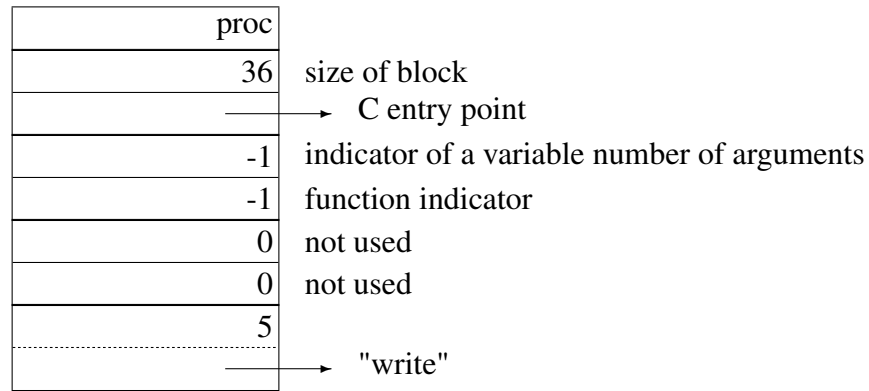 proc
36 size of block
C entry point
-1 indicator of a variable number of arguments
-1 function indicator
0 not used
0 not used
5
"write"